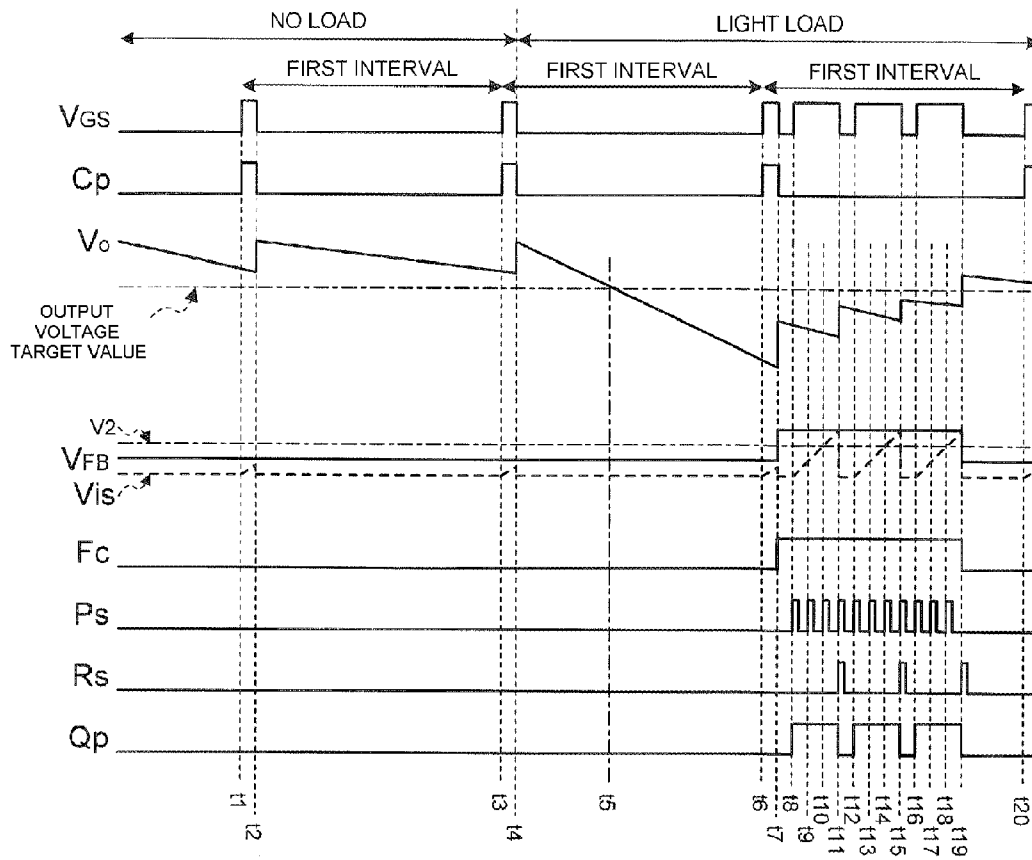 NO LOAD
LIGHT LOAD
FIRST INTERVAL
FIRST INTERVAL
FIRST INTERVAL
VGS
Cp
Vo
OUTPUT
VOLTAGE
TARGET VALUE
V2
VFB
Vis
Fc
Ps
Rs
Qp
t1
t2
t3
t4
t5
t6
t7
t8
t9
t10
t11
t12
t13
t14
t15
t16
t17
t18
t19
t20